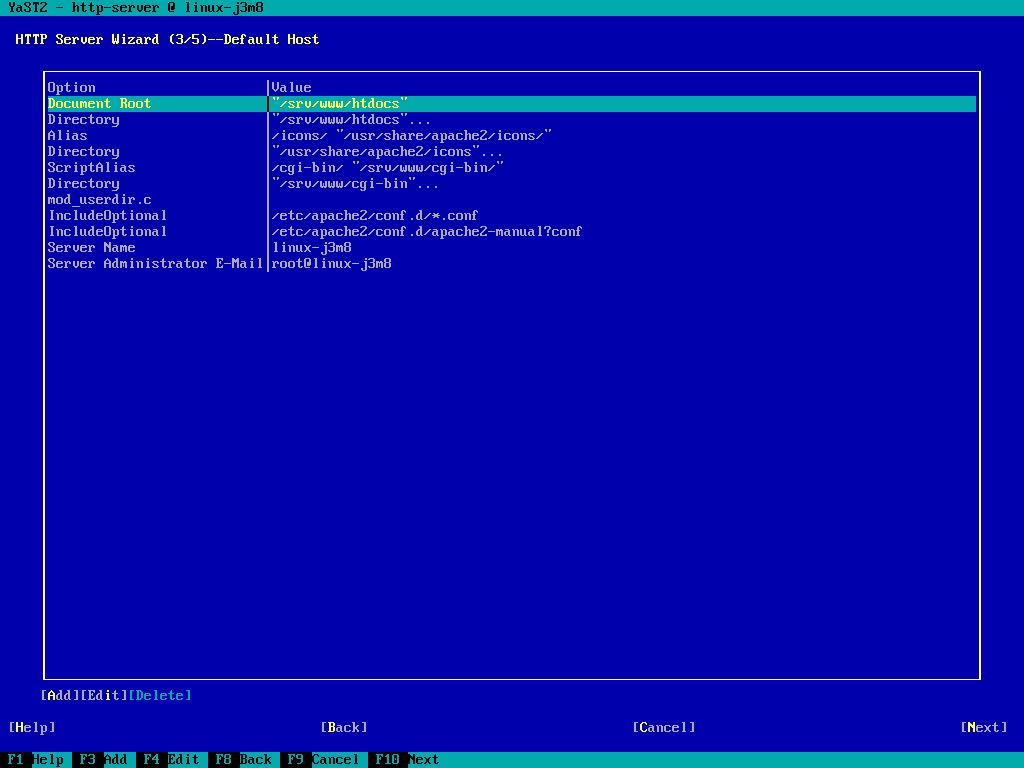 YaST2 - http-server @ linux-j3m8
HTTP Server Wizard (3/5)--Default Host
Option |Value
Document Root |"/srv/www/htdocs"
Directory |"/srv/www/htdocs"...
Alias |/icons/ "/usr/share/apache2/icons/"
Directory |"/usr/share/apache2/icons"...
ScriptAlias |/cgi-bin/ "/srv/www/cgi-bin/"
Directory |"/srv/www/cgi-bin"...
mod_userdir.c |
IncludeOptional |/etc/apache2/conf.d/*.conf
IncludeOptional |/etc/apache2/conf.d/apache2-manual?conf
Server Name |linux-j3m8
Server Administrator E-Mail|root@linux-j3m8
[Add][Edit][Delete]
[Help] [Back] [Cancel] [Next]
F1 Help F3 Add F4 Edit F8 Back F9 Cancel F10 Next